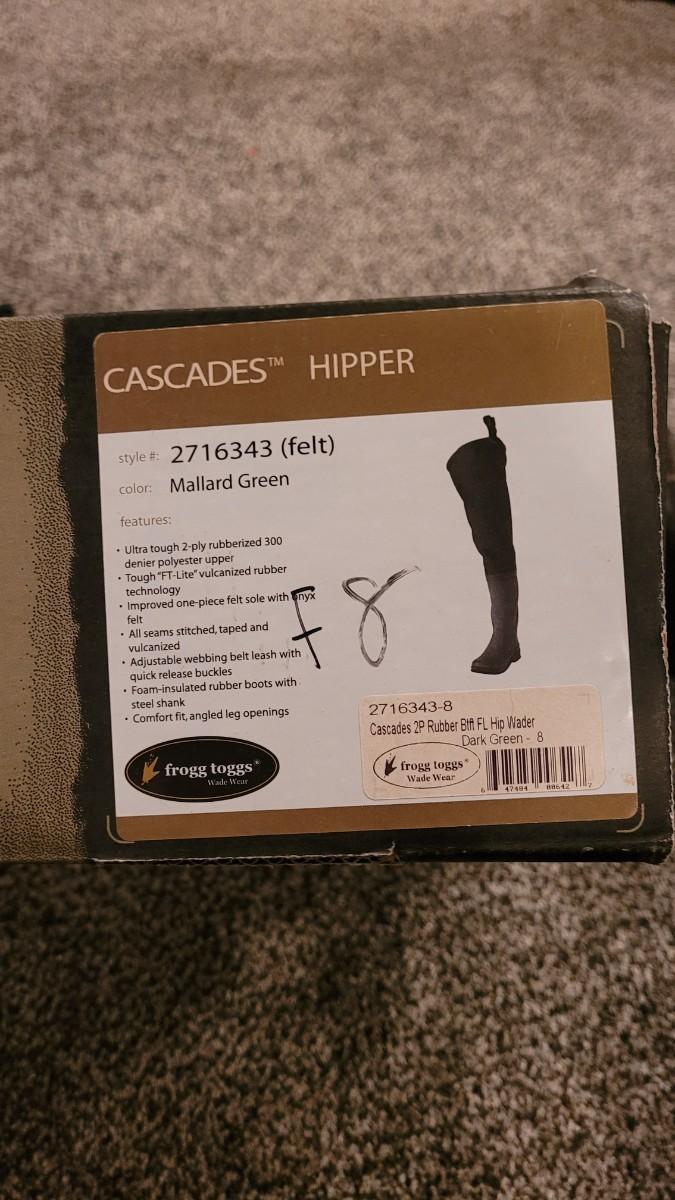 CASCADES™ HIPPER
style #: 2716343 (felt)
color: Mallard Green
features:
• Ultra tough 2-ply rubberized 300
denier polyester upper
• Tough "FT-Lite" vulcanized rubber
technology
• Improved one-piece felt sole with onyx
felt
• All seams stitched, taped and
vulcanized
• Adjustable webbing belt leash with
quick release buckles
• Foam-insulated rubber boots with
steel shank
• Comfort fit, angled leg openings
F 8
frogg toggs®
Wade Wear
2716343-8
Cascades 2P Rubber Btft FL Hip Wader
Dark Green - 8
frogg toggs®
Wade Wear
6 47484 08642 7